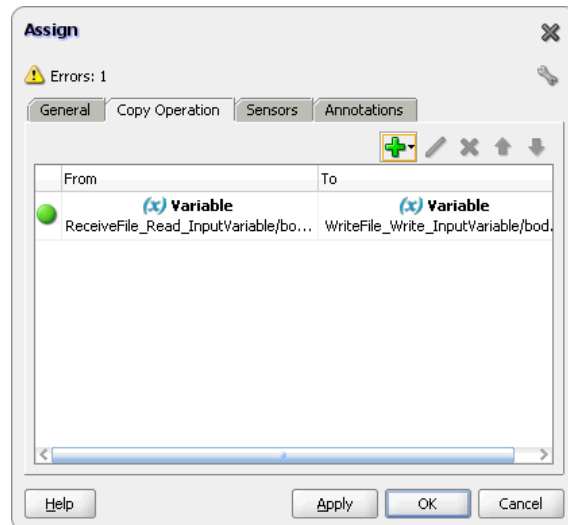 Assign
Errors: 1
General Copy Operation Sensors Annotations
From To
(x) Variable (x) Variable
ReceiveFile_Read_InputVariable/bo... WriteFile_Write_InputVariable/bod.
Help Apply OK Cancel